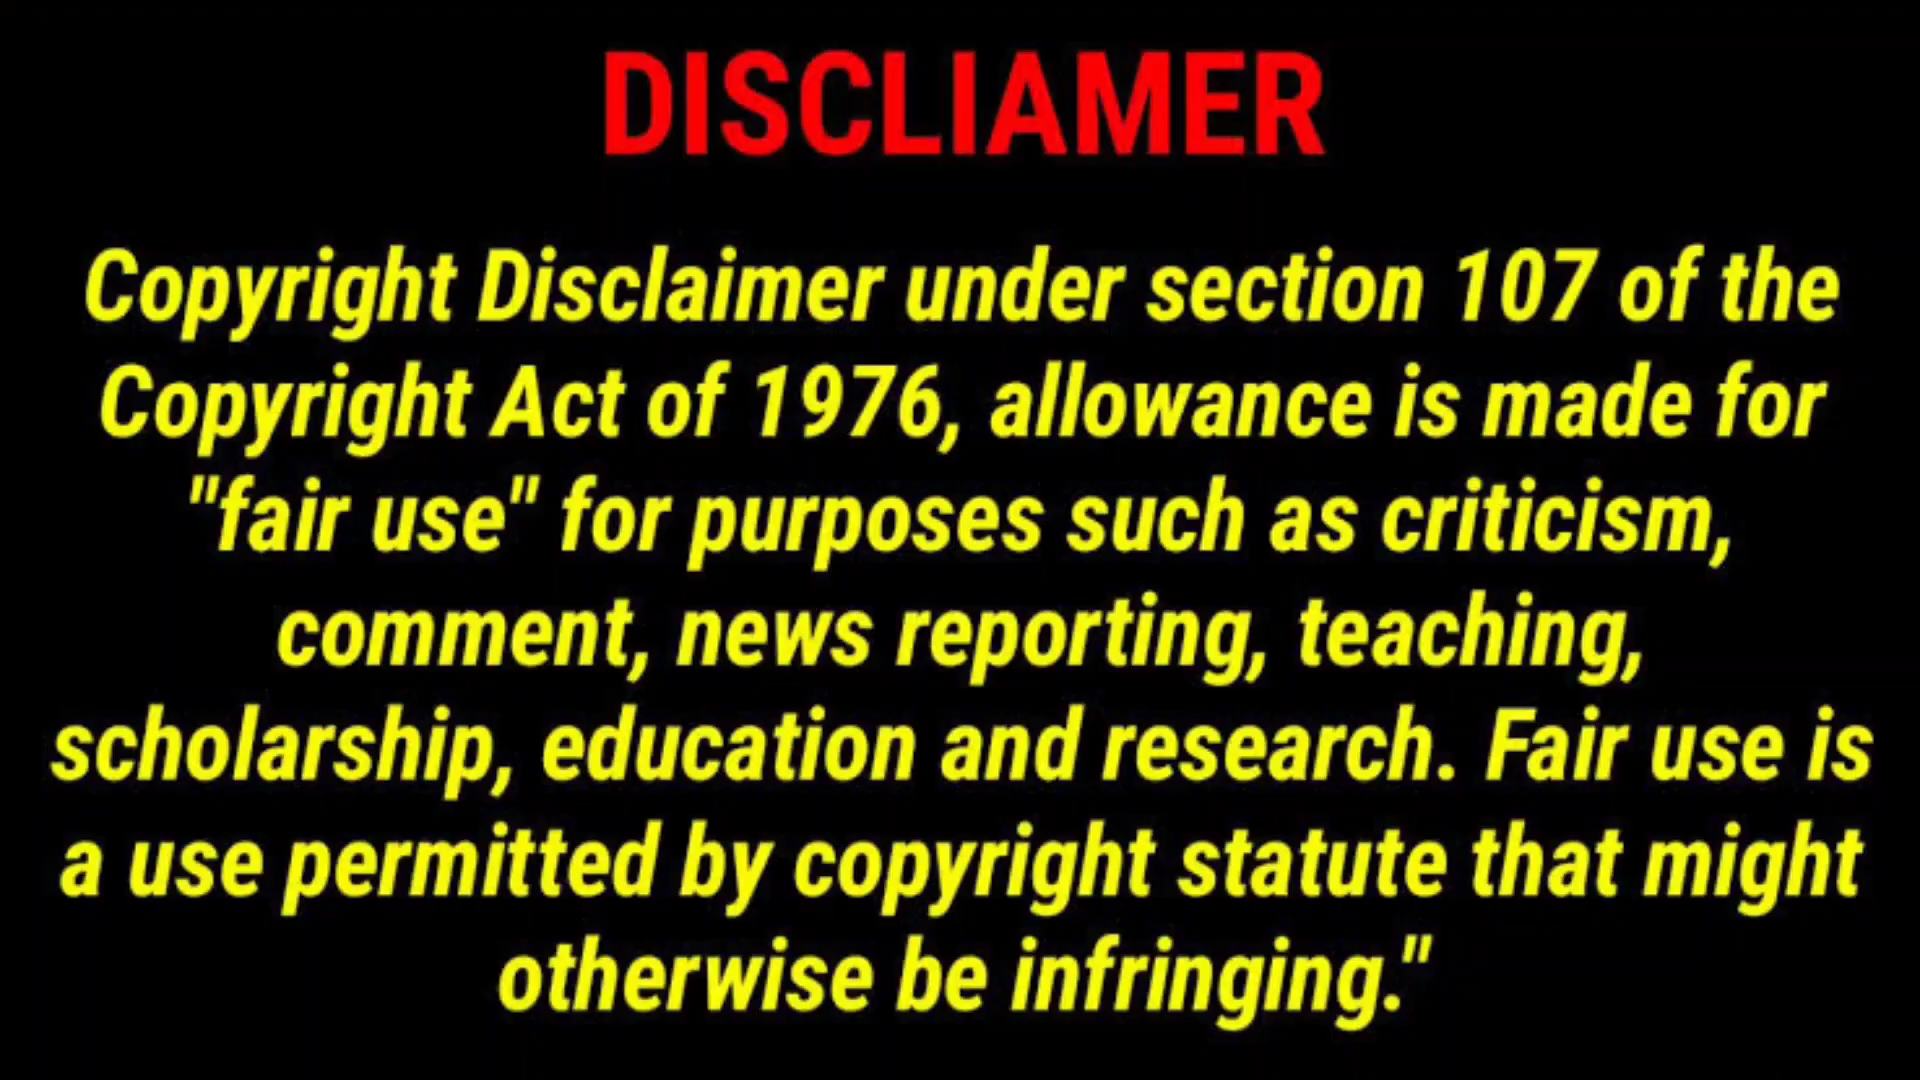 DISCLIAMER
Copyright Disclaimer under section 107 of the
Copyright Act of 1976, allowance is made for
"fair use" for purposes such as criticism,
comment, news reporting, teaching,
scholarship, education and research. Fair use is
a use permitted by copyright statute that might
otherwise be infringing."